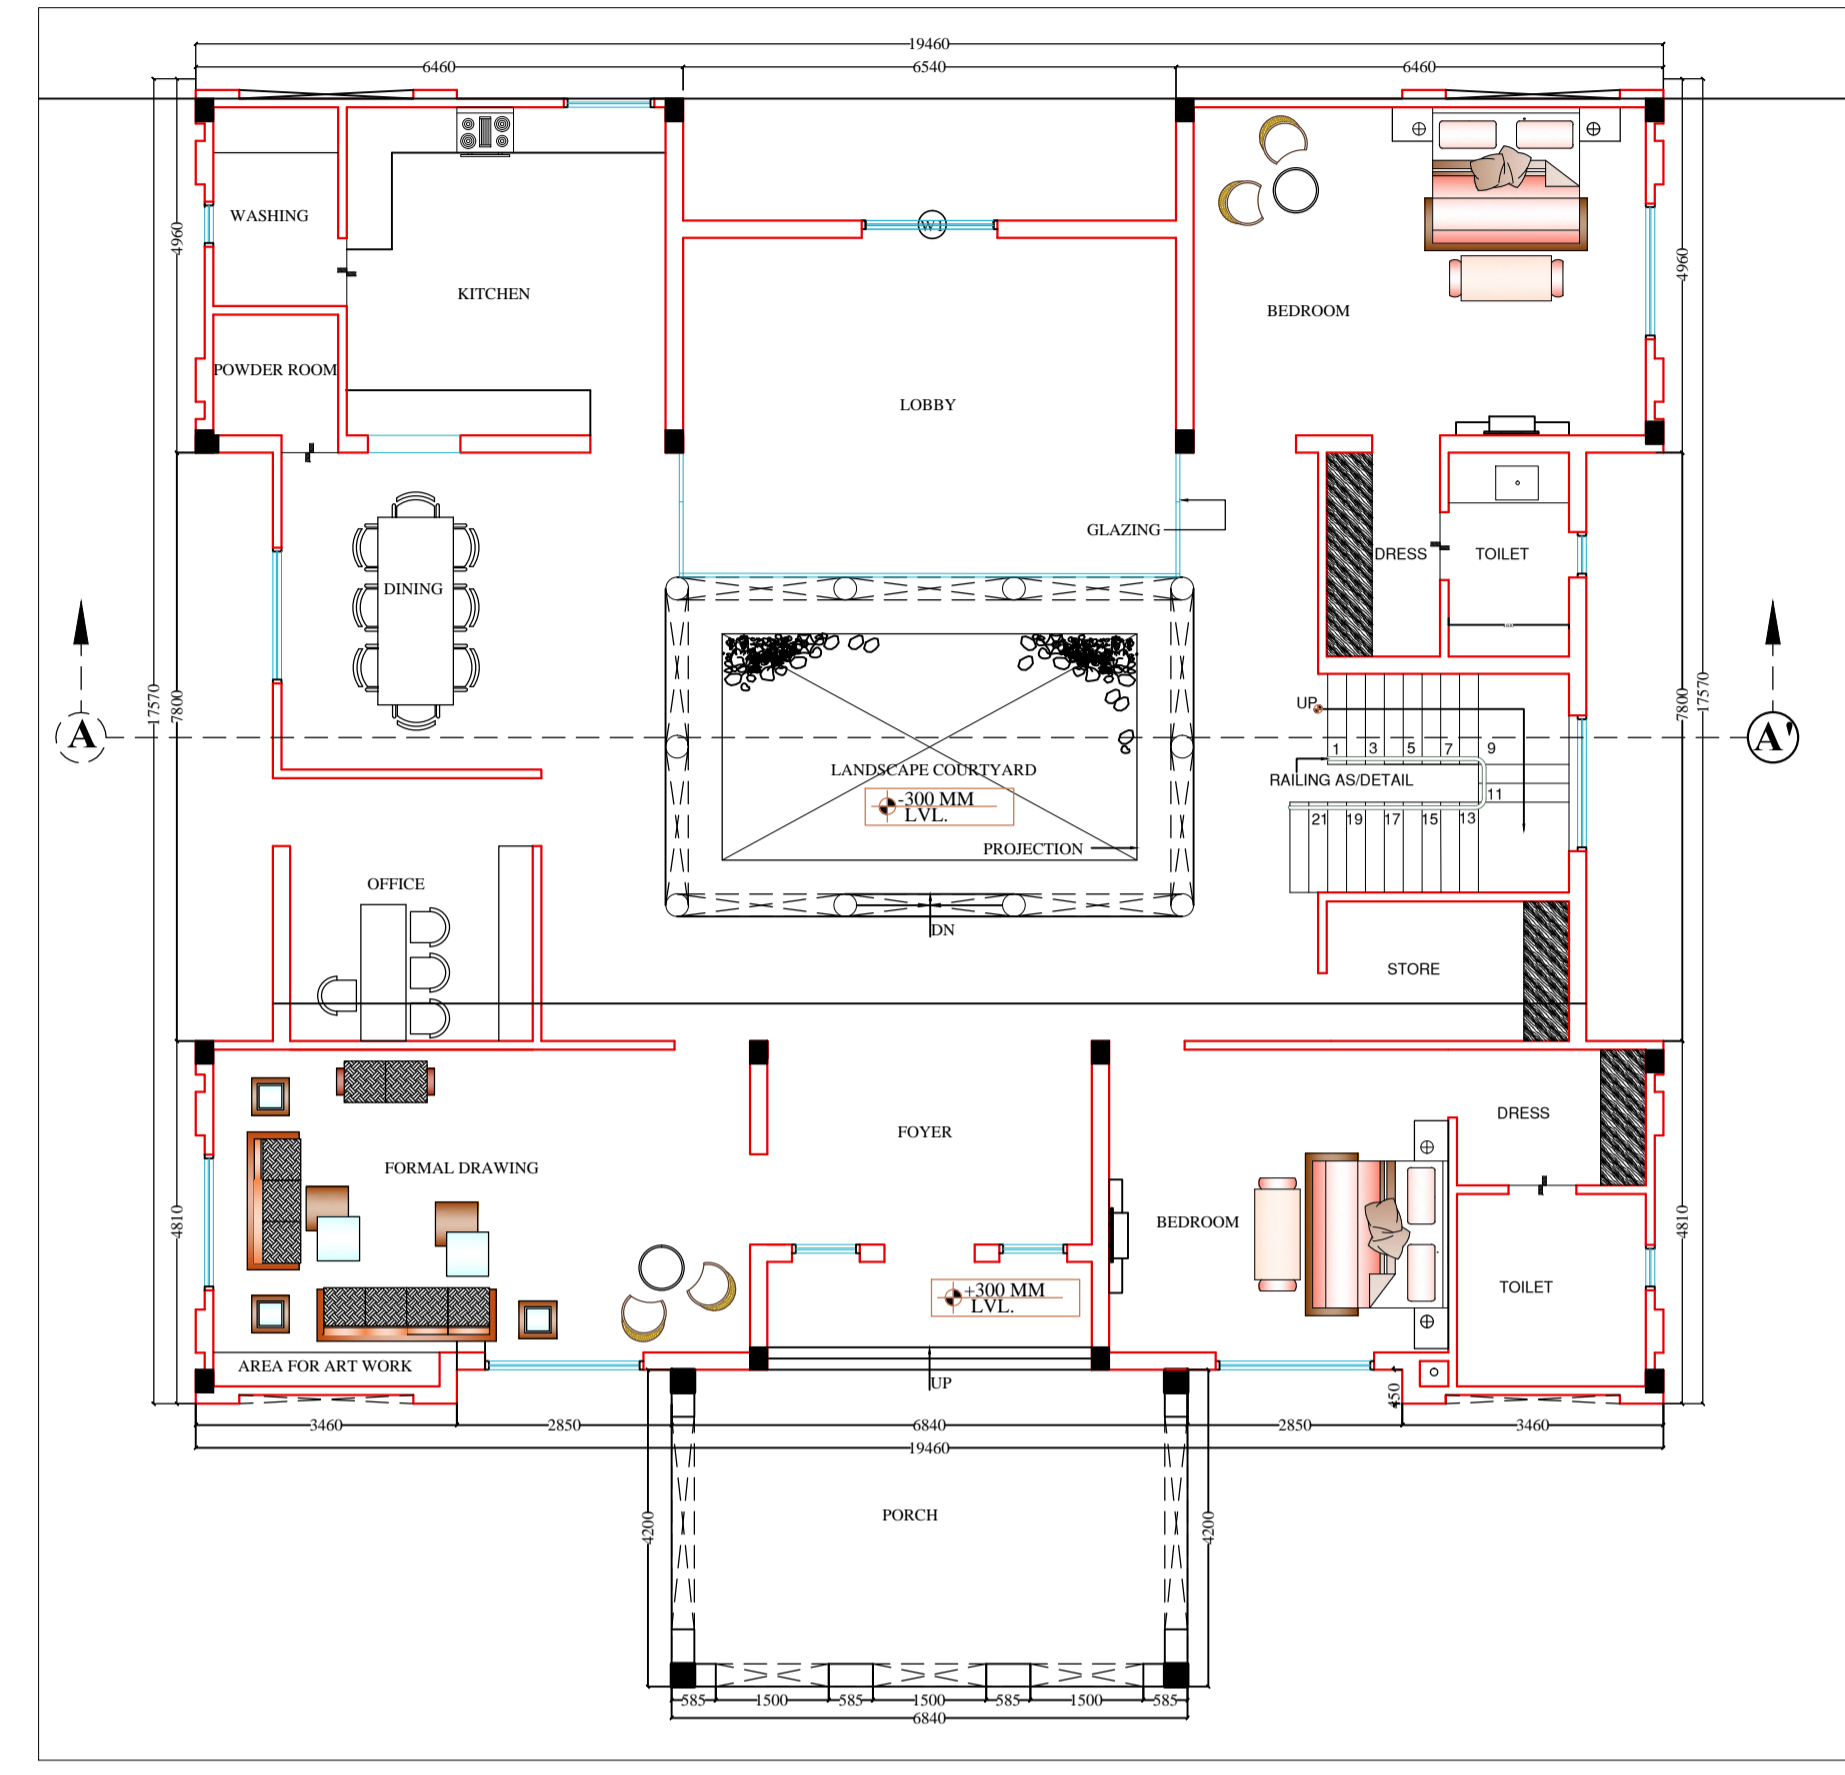 19460
6460
6540
6460
WASHING
4960
W1
KITCHEN
BEDROOM
4960
POWDER ROOM
LOBBY
GLAZING
DINING
DRESS
TOILET
17570
7800
7800
17570
UP
A
A'
1
3
5
7
9
LANDSCAPE COURTYARD
RAILING AS/DETAIL
-300 MM
LVL.
11
21
19
17
15
13
PROJECTION
OFFICE
DN
STORE
FORMAL DRAWING
FOYER
DRESS
4810
BEDROOM
4810
+300 MM
LVL.
TOILET
AREA FOR ART WORK
UP
450
3460
2850
6840
2850
3460
19460
PORCH
4200
4200
585
1500
585
1500
585
1500
585
6840